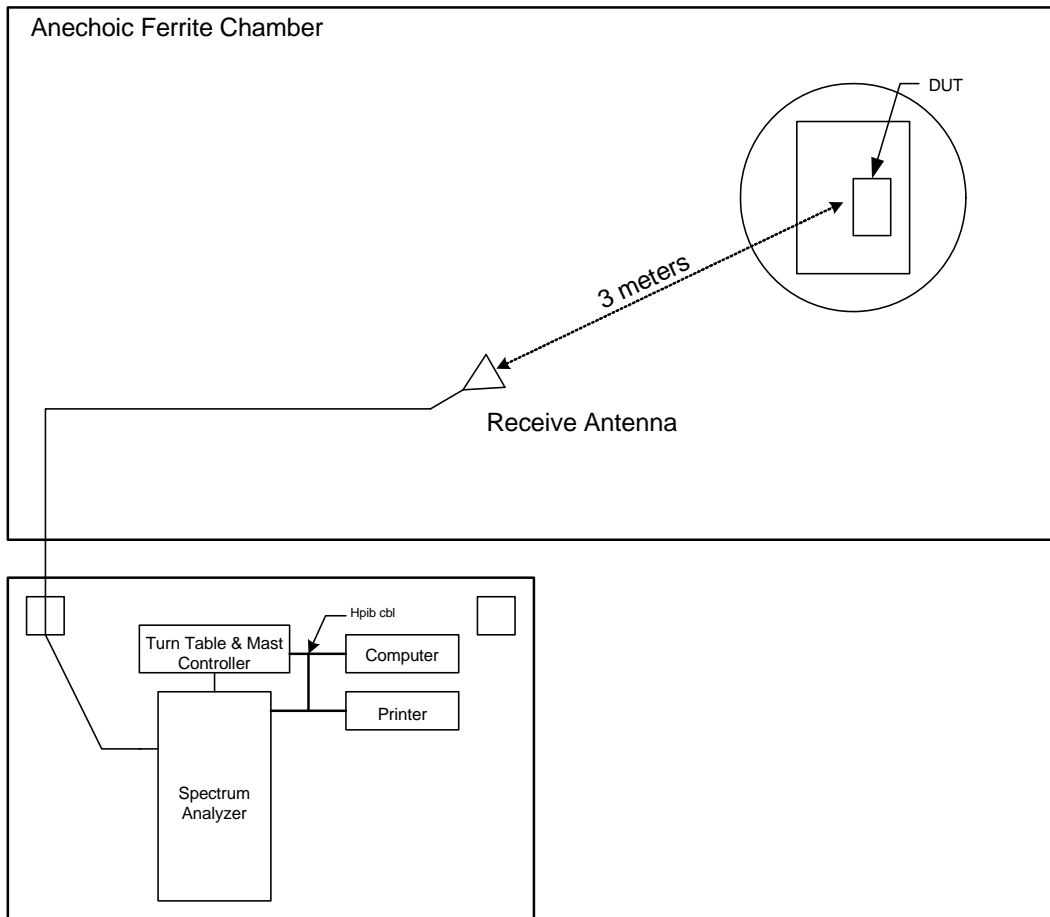 Anechoic Ferrite Chamber
DUT
3 meters
Receive Antenna
Hpib cbl
Turn Table & Mast
Controller
Computer
Printer
Spectrum
Analyzer